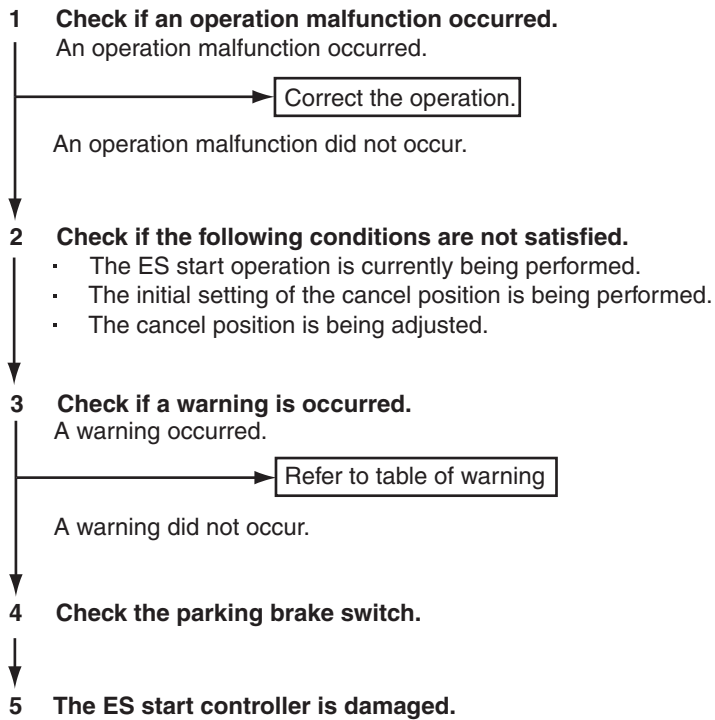 1 Check if an operation malfunction occurred.
An operation malfunction occurred.
Correct the operation.
An operation malfunction did not occur.
2 Check if the following conditions are not satisfied.
· The ES start operation is currently being performed.
· The initial setting of the cancel position is being performed.
· The cancel position is being adjusted.
3 Check if a warning is occurred.
A warning occurred.
Refer to table of warning
A warning did not occur.
4 Check the parking brake switch.
5 The ES start controller is damaged.